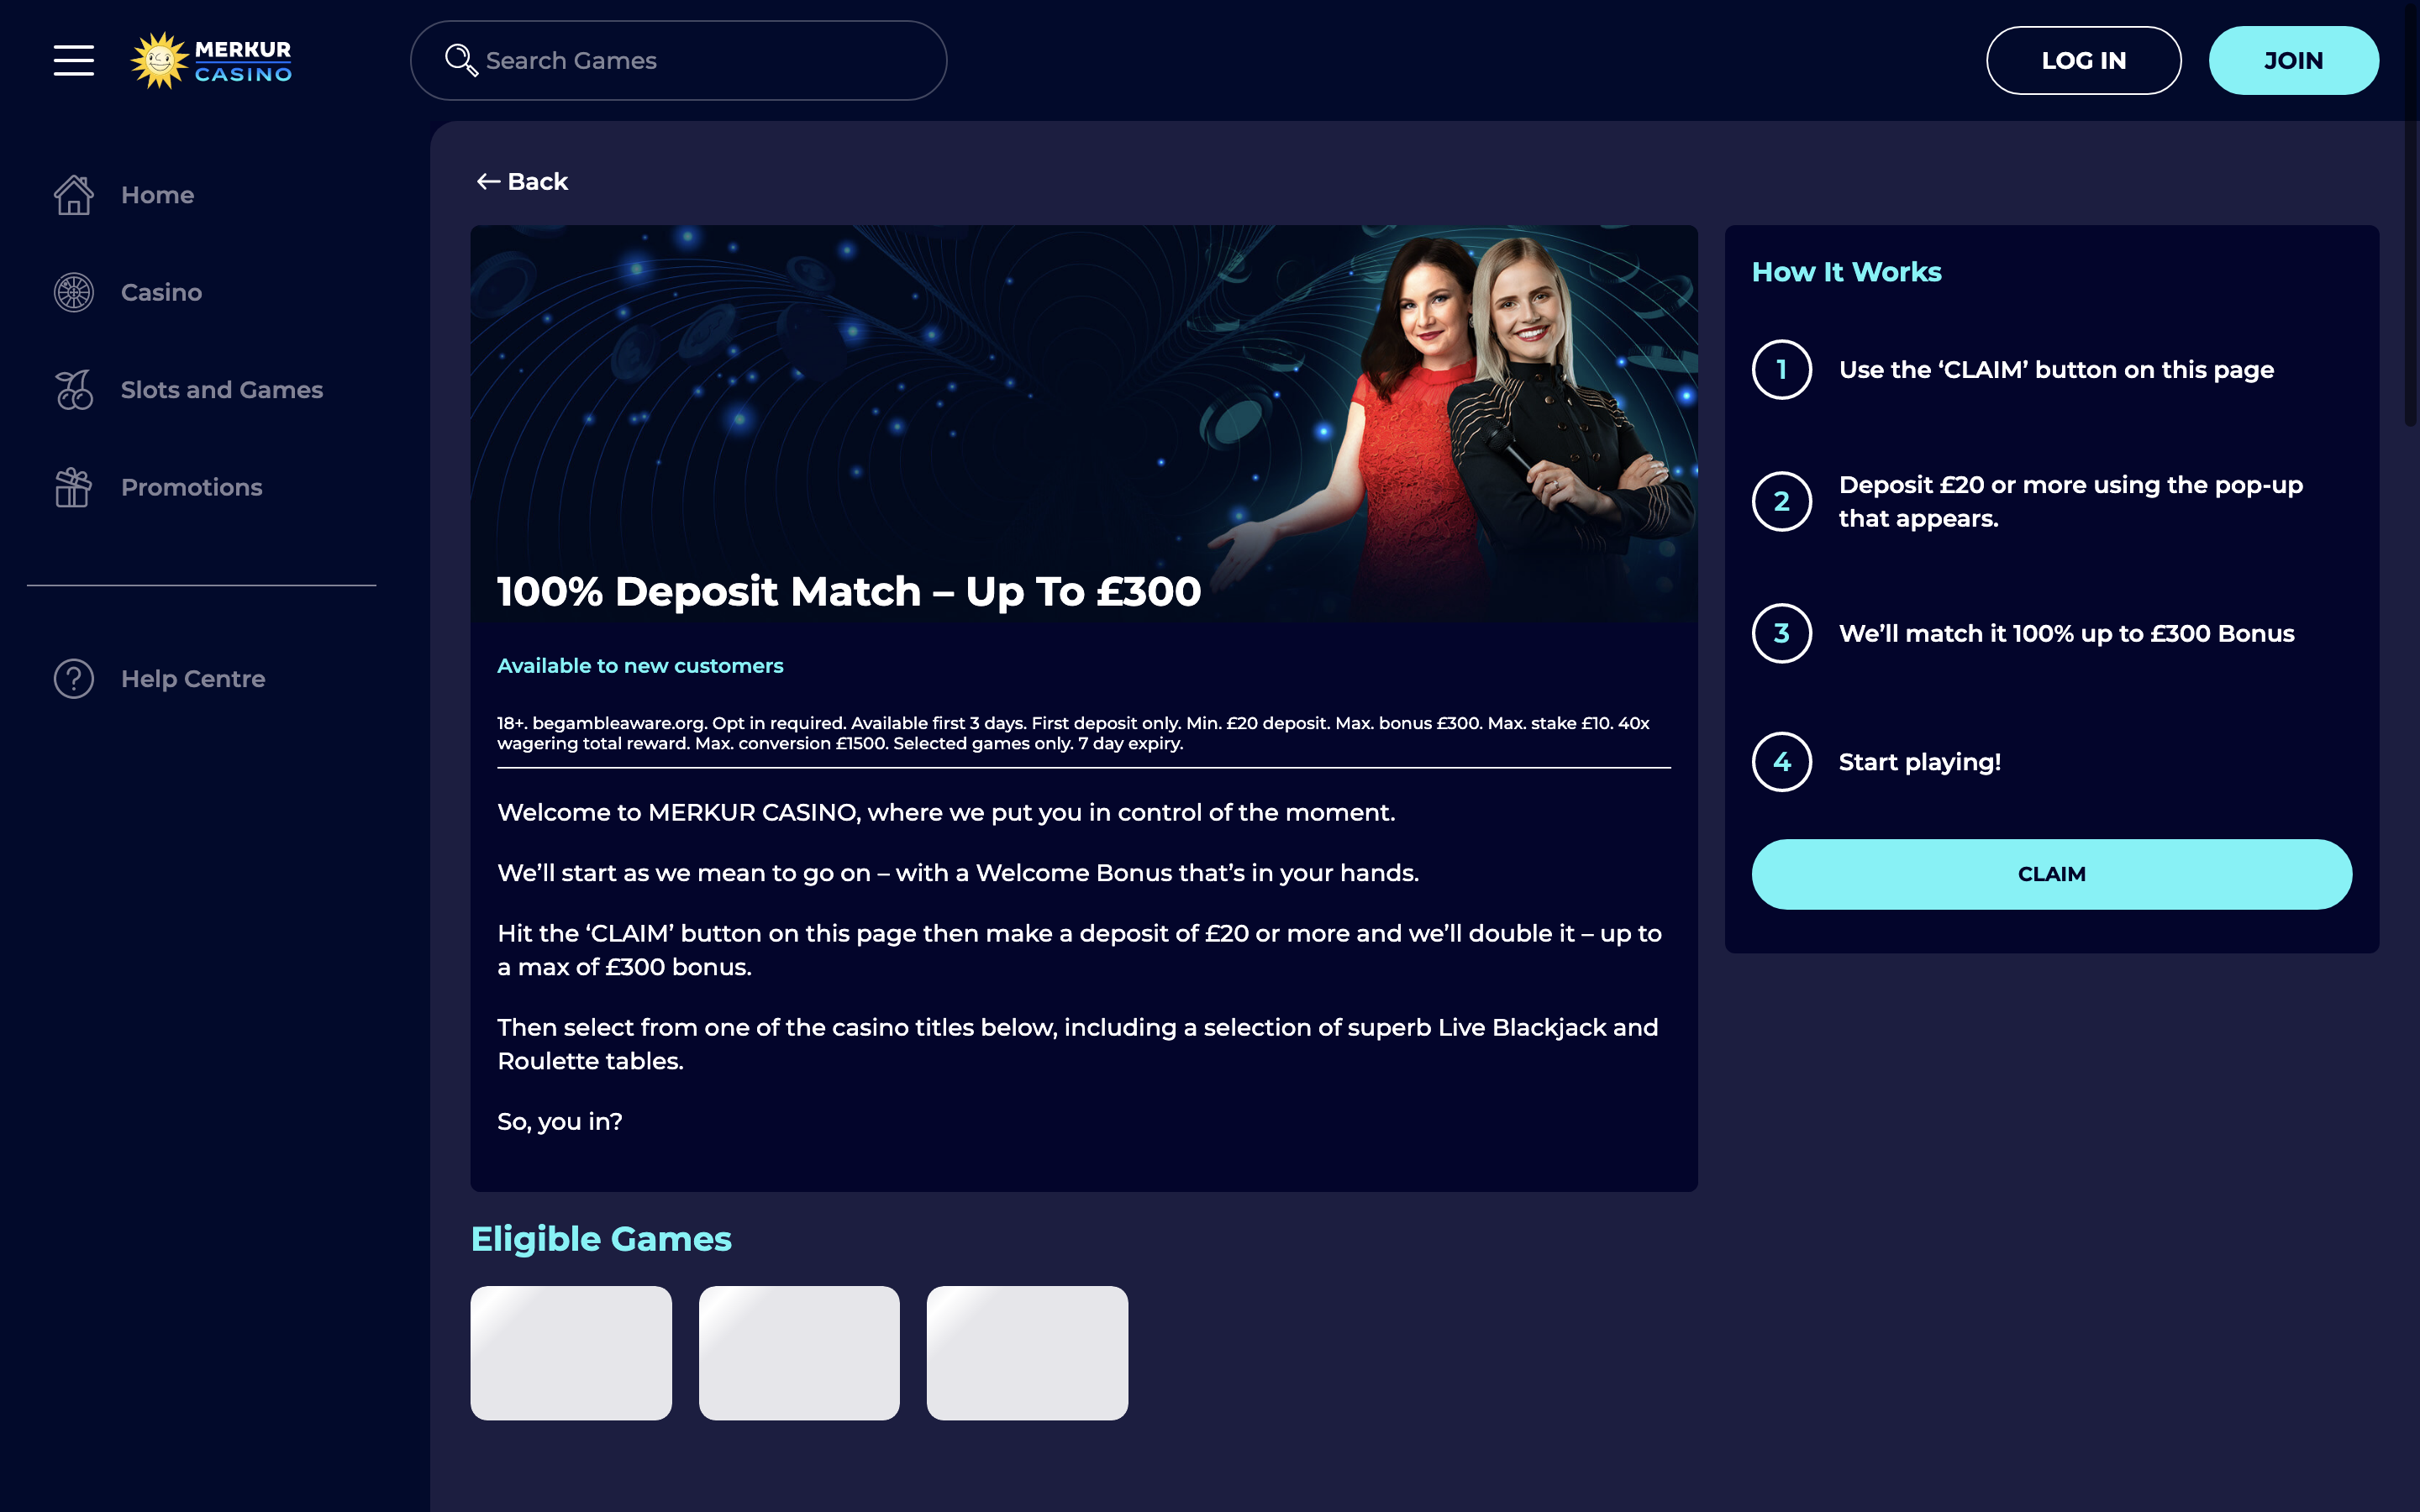 MERKUR
CASINO
Search Games
LOG IN
JOIN
Home
Casino
Slots and Games
Promotions
Help Centre
Back
100% Deposit Match – Up To £300
Available to new customers
18+. begambleaware.org. Opt in required. Available first 3 days. First deposit only. Min. £20 deposit. Max. bonus £300. Max. stake £10. 40x
wagering total reward. Max. conversion £1500. Selected games only. 7 day expiry.
Welcome to MERKUR CASINO, where we put you in control of the moment.
We’ll start as we mean to go on – with a Welcome Bonus that’s in your hands.
Hit the ‘CLAIM’ button on this page then make a deposit of £20 or more and we’ll double it – up to
a max of £300 bonus.
Then select from one of the casino titles below, including a selection of superb Live Blackjack and
Roulette tables.
So, you in?
How It Works
1
Use the ‘CLAIM’ button on this page
2
Deposit £20 or more using the pop-up
that appears.
3
We’ll match it 100% up to £300 Bonus
4
Start playing!
CLAIM
Eligible Games